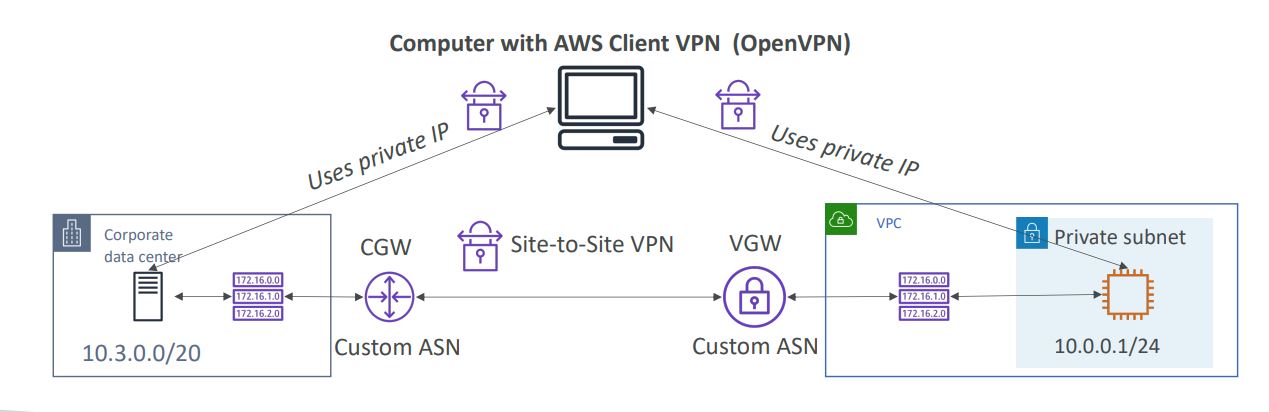 Computer with AWS Client VPN (OpenVPN)
Uses private IP
Uses private IP
Corporate
data center
CGW
Site-to-Site VPN
VGW
VPC
Private subnet
172.16.0.0
172.16.1.0
172.16.2.0
172.16.0.0
172.16.1.0
172.16.2.0
10.3.0.0/20
Custom ASN
Custom ASN
10.0.0.1/24